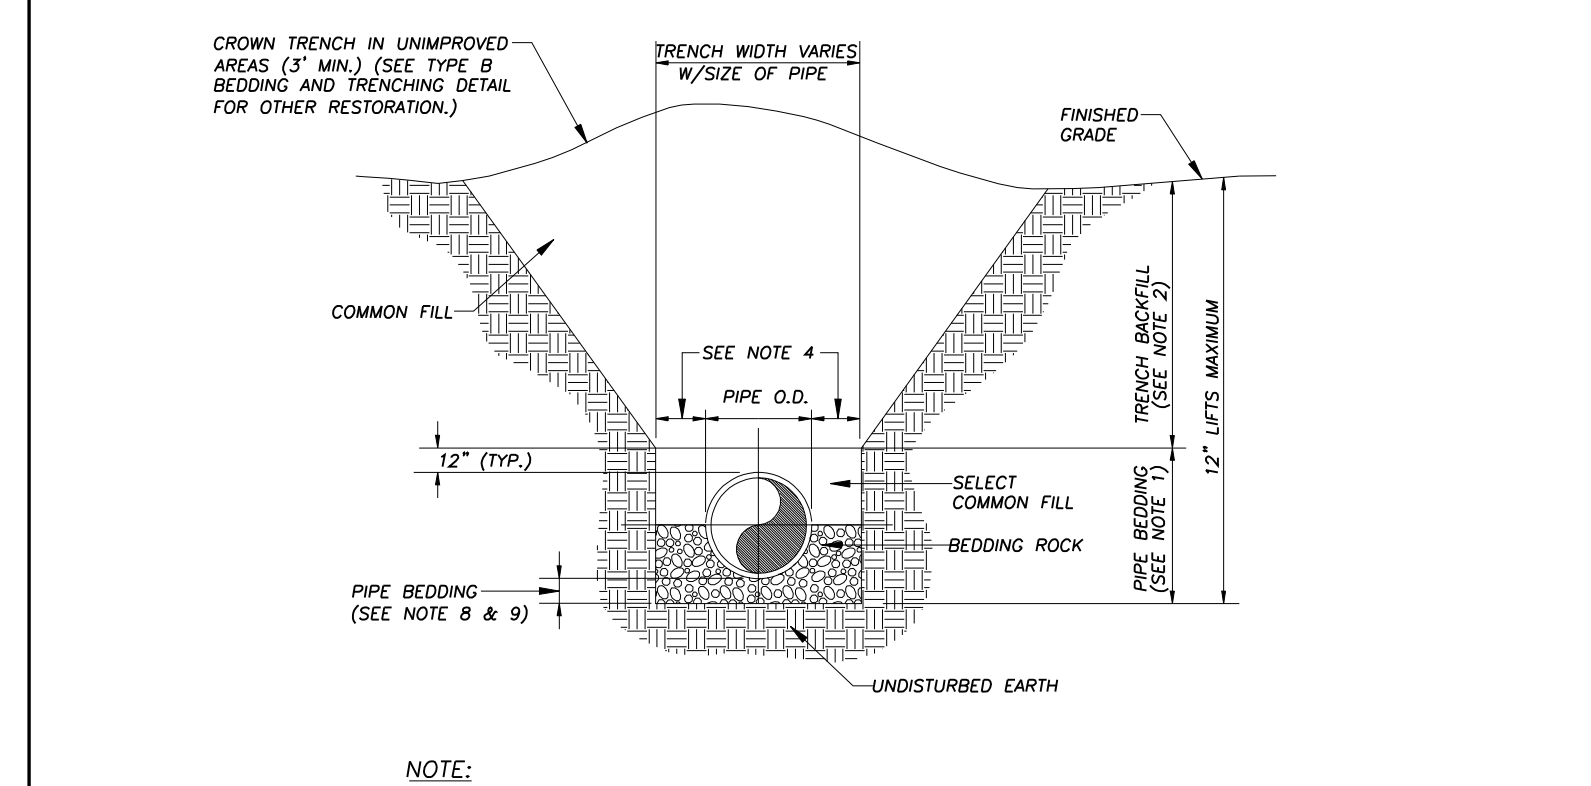 CROWN TRENCH IN UNIMPROVED
AREAS (3' MIN.) (SEE TYPE B
BEDDING AND TRENCHING DETAIL
FOR OTHER RESTORATION.)
TRENCH WIDTH VARIES
W/SIZE OF PIPE
FINISHED
GRADE
COMMON FILL
SEE NOTE 4
PIPE O.D.
TRENCH BACKFILL
(SEE NOTE 2)
12" LIFTS MAXIMUM
12" (TYP.)
SELECT
COMMON FILL
PIPE BEDDING
(SEE NOTE 1)
BEDDING ROCK
PIPE BEDDING
(SEE NOTE 8 & 9)
UNDISTURBED EARTH
NOTE: